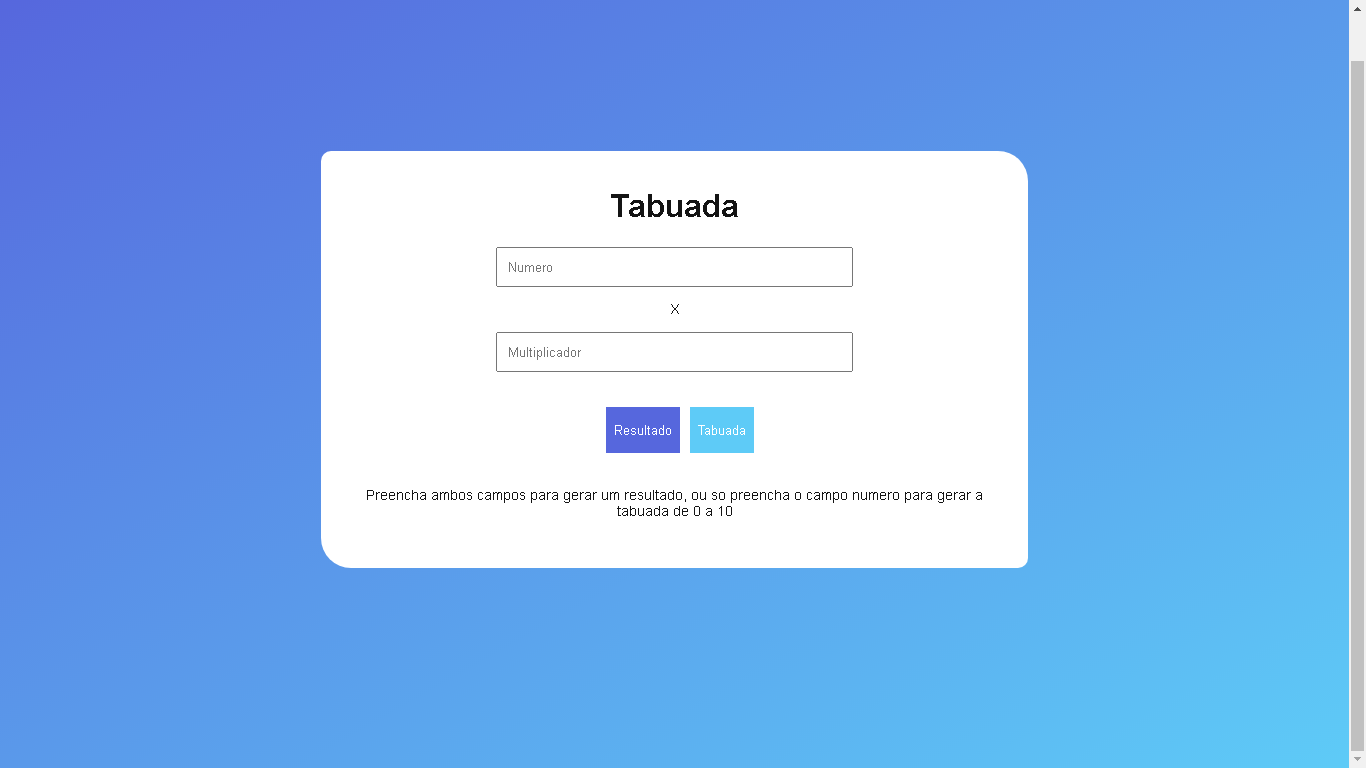 Tabuada
Numero
X
Multiplicador
Resultado
Tabuada
Preencha ambos campos para gerar um resultado, ou so preencha o campo numero para gerar a
tabuada de 0 a 10